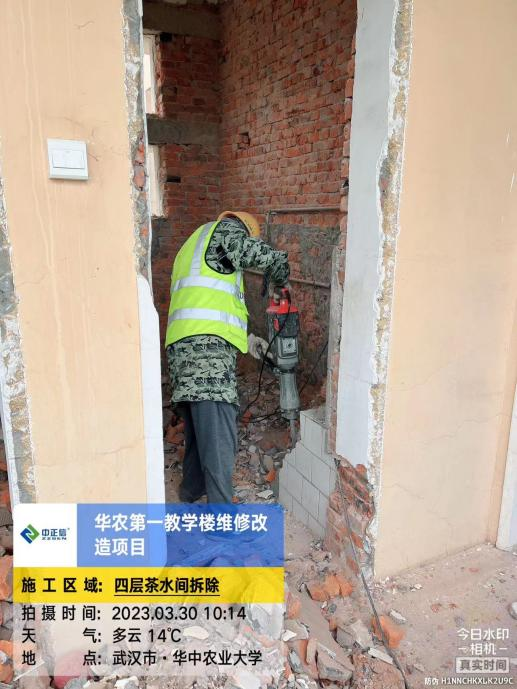 中正信
ZZXCN
华农第一教学楼维修改
造项目
施工区域: 四层茶水间拆除
拍摄时间: 2023.03.30 10:14
天 气: 多云 14℃
地 点: 武汉市·华中农业大学
今日水印
相机
真实时间
防伪 H1NNCHKXLK2U9C